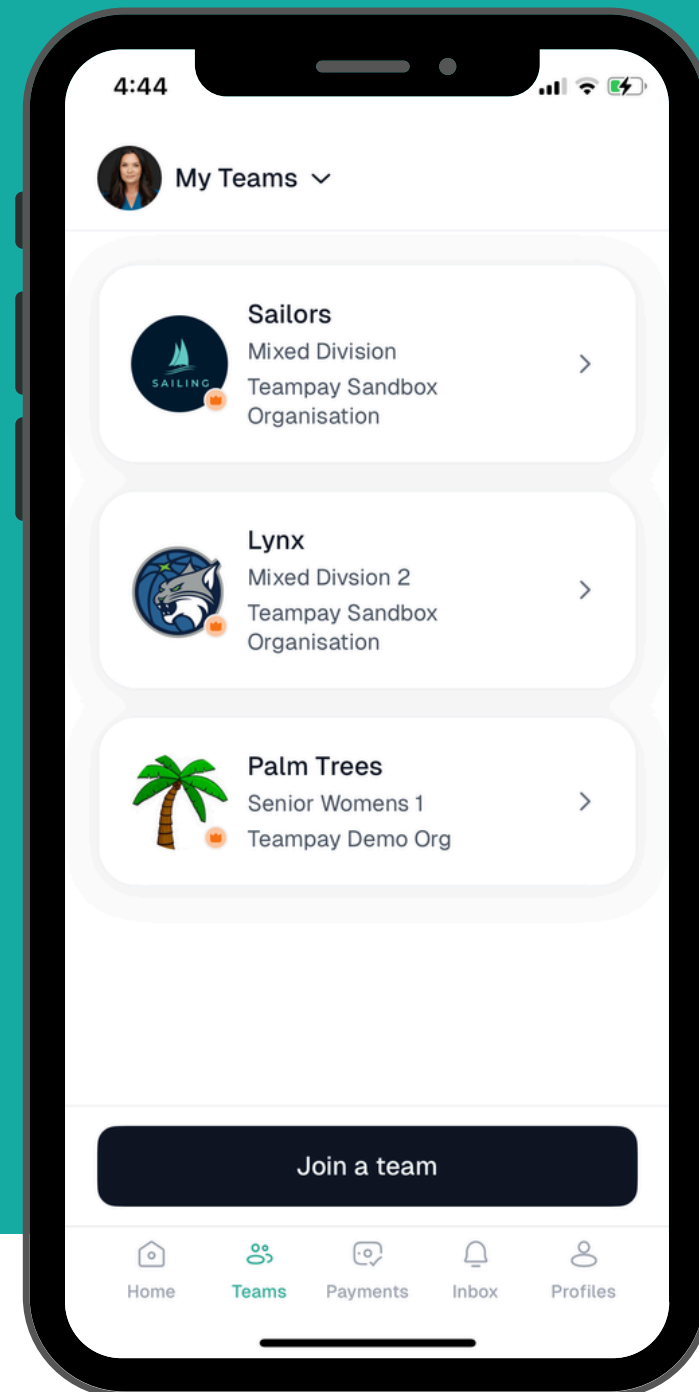 4:44
My Teams
Sailors
Mixed Division
Teampay Sandbox
Organisation
SAILING
Lynx
Mixed Divsion 2
Teampay Sandbox
Organisation
Palm Trees
Senior Womens 1
Teampay Demo Org
Join a team
Home
Teams
Payments
Inbox
Profiles